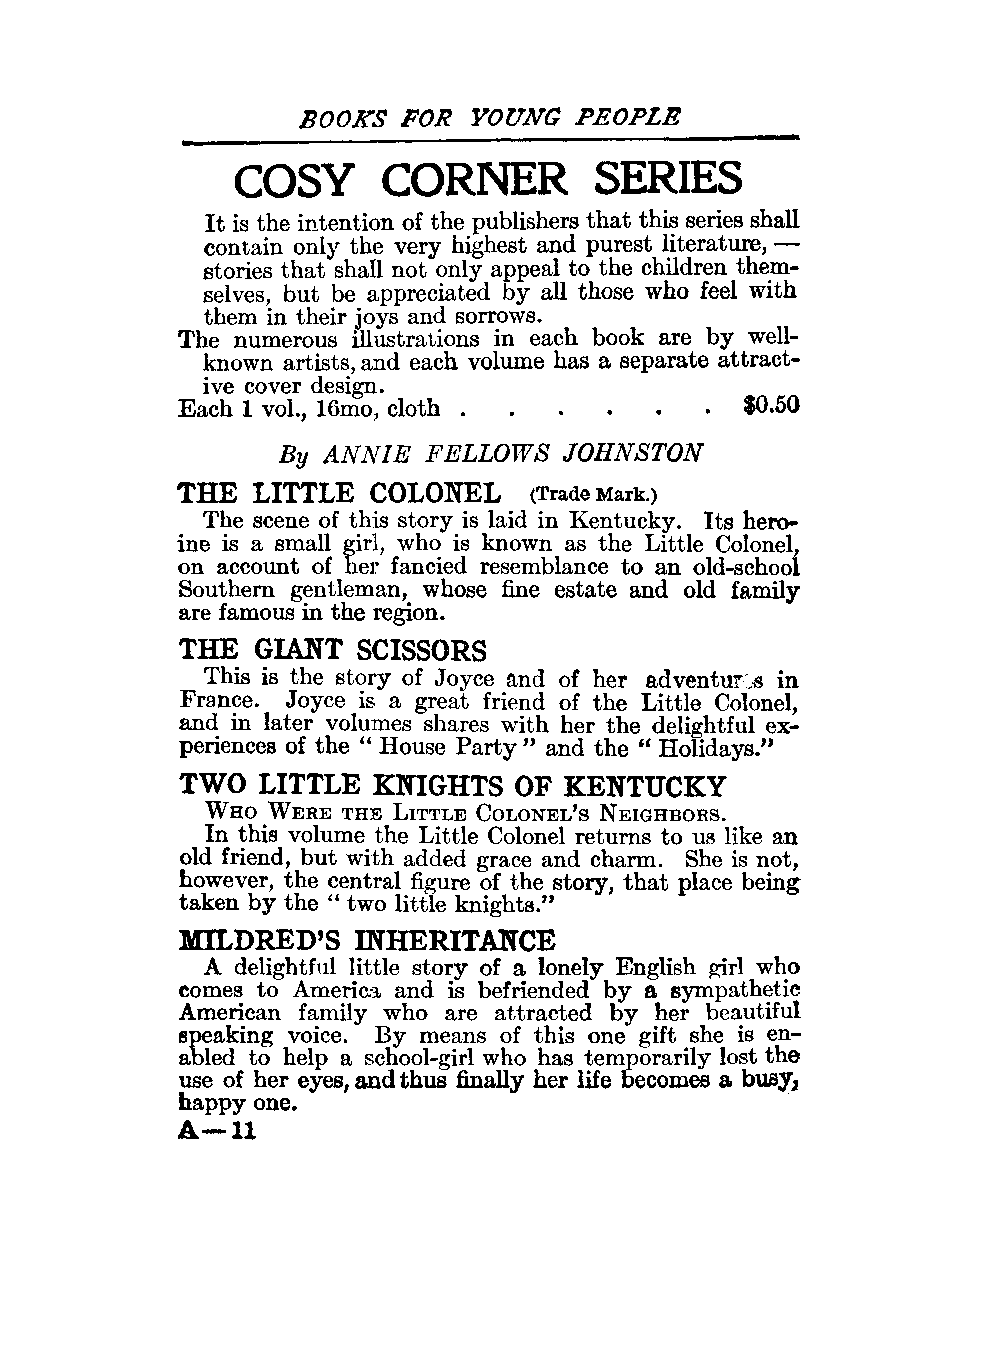 BOOKS FOR YOUNG PEOPLE
COSY CORNER SERIES
It is the intention of the publishers that this series shall
contain only the very highest and purest literature, —
stories that shall not only appeal to the children them-
selves, but be appreciated by all those who feel with
them in their joys and sorrows.
The numerous illustrations in each book are by well-
known artists, and each volume has a separate attract-
ive cover design.
Each 1 vol., 16mo, cloth . . . . . . $0.50
By ANNIE FELLOWS JOHNSTON
THE LITTLE COLONEL (Trade Mark.)
The scene of this story is laid in Kentucky. Its hero-
ine is a small girl, who is known as the Little Colonel,
on account of her fancied resemblance to an old-school
Southern gentleman, whose fine estate and old family
are famous in the region.
THE GIANT SCISSORS
This is the story of Joyce and of her adventures in
France. Joyce is a great friend of the Little Colonel,
and in later volumes shares with her the delightful ex-
periences of the " House Party " and the " Holidays."
TWO LITTLE KNIGHTS OF KENTUCKY
WHO WERE THE LITTLE COLONEL'S NEIGHBORS.
In this volume the Little Colonel returns to us like an
old friend, but with added grace and charm. She is not,
however, the central figure of the story, that place being
taken by the " two little knights."
MILDRED'S INHERITANCE
A delightful little story of a lonely English girl who
comes to America and is befriended by a sympathetic
American family who are attracted by her beautiful
speaking voice. By means of this one gift she is en-
abled to help a school-girl who has temporarily lost the
use of her eyes, and thus finally her life becomes a busy,
happy one.
A — 11